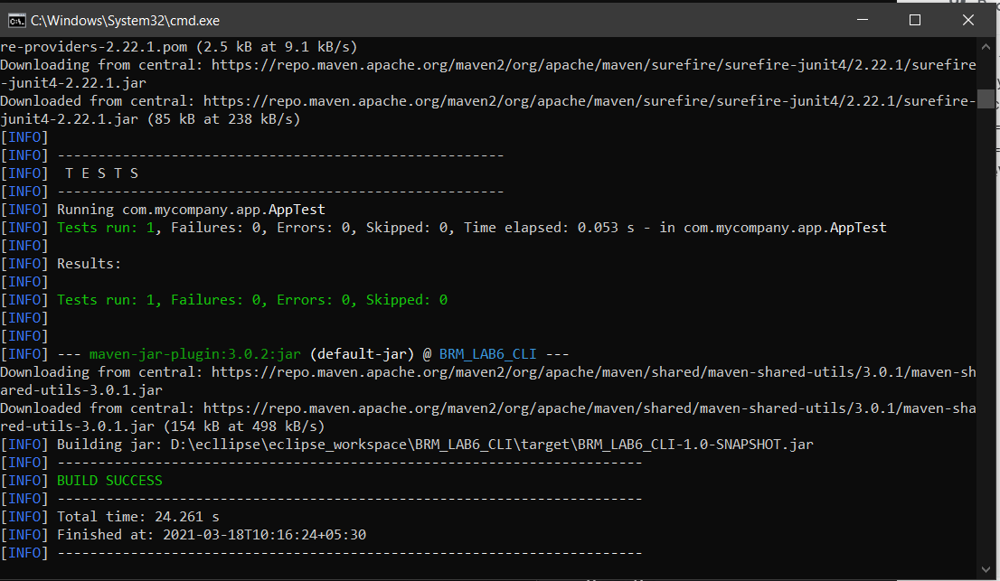 C:\Windows\System32\cmd.exe
re-providers-2.22.1.pom (2.5 kB at 9.1 kB/s)
Downloading from central: https://repo.maven.apache.org/maven2/org/apache/maven/surefire/surefire-junit4/2.22.1/surefire
-junit4-2.22.1.jar
Downloaded from central: https://repo.maven.apache.org/maven2/org/apache/maven/surefire/surefire-junit4/2.22.1/surefire-
junit4-2.22.1.jar (85 kB at 238 kB/s)
[INFO]
[INFO] -------------------------------------------------------
[INFO]  T E S T S
[INFO] -------------------------------------------------------
[INFO] Running com.mycompany.app.AppTest
[INFO] Tests run: 1, Failures: 0, Errors: 0, Skipped: 0, Time elapsed: 0.053 s - in com.mycompany.app.AppTest
[INFO]
[INFO] Results:
[INFO]
[INFO] Tests run: 1, Failures: 0, Errors: 0, Skipped: 0
[INFO]
[INFO]
[INFO] --- maven-jar-plugin:3.0.2:jar (default-jar) @ BRM_LAB6_CLI ---
Downloading from central: https://repo.maven.apache.org/maven2/org/apache/maven/shared/maven-shared-utils/3.0.1/maven-sh
ared-utils-3.0.1.jar
Downloaded from central: https://repo.maven.apache.org/maven2/org/apache/maven/shared/maven-shared-utils/3.0.1/maven-sha
red-utils-3.0.1.jar (154 kB at 498 kB/s)
[INFO] Building jar: D:\ecllipse\eclipse_workspace\BRM_LAB6_CLI\target\BRM_LAB6_CLI-1.0-SNAPSHOT.jar
[INFO] ------------------------------------------------------------------------
[INFO] BUILD SUCCESS
[INFO] ------------------------------------------------------------------------
[INFO] Total time: 24.261 s
[INFO] Finished at: 2021-03-18T10:16:24+05:30
[INFO] ------------------------------------------------------------------------